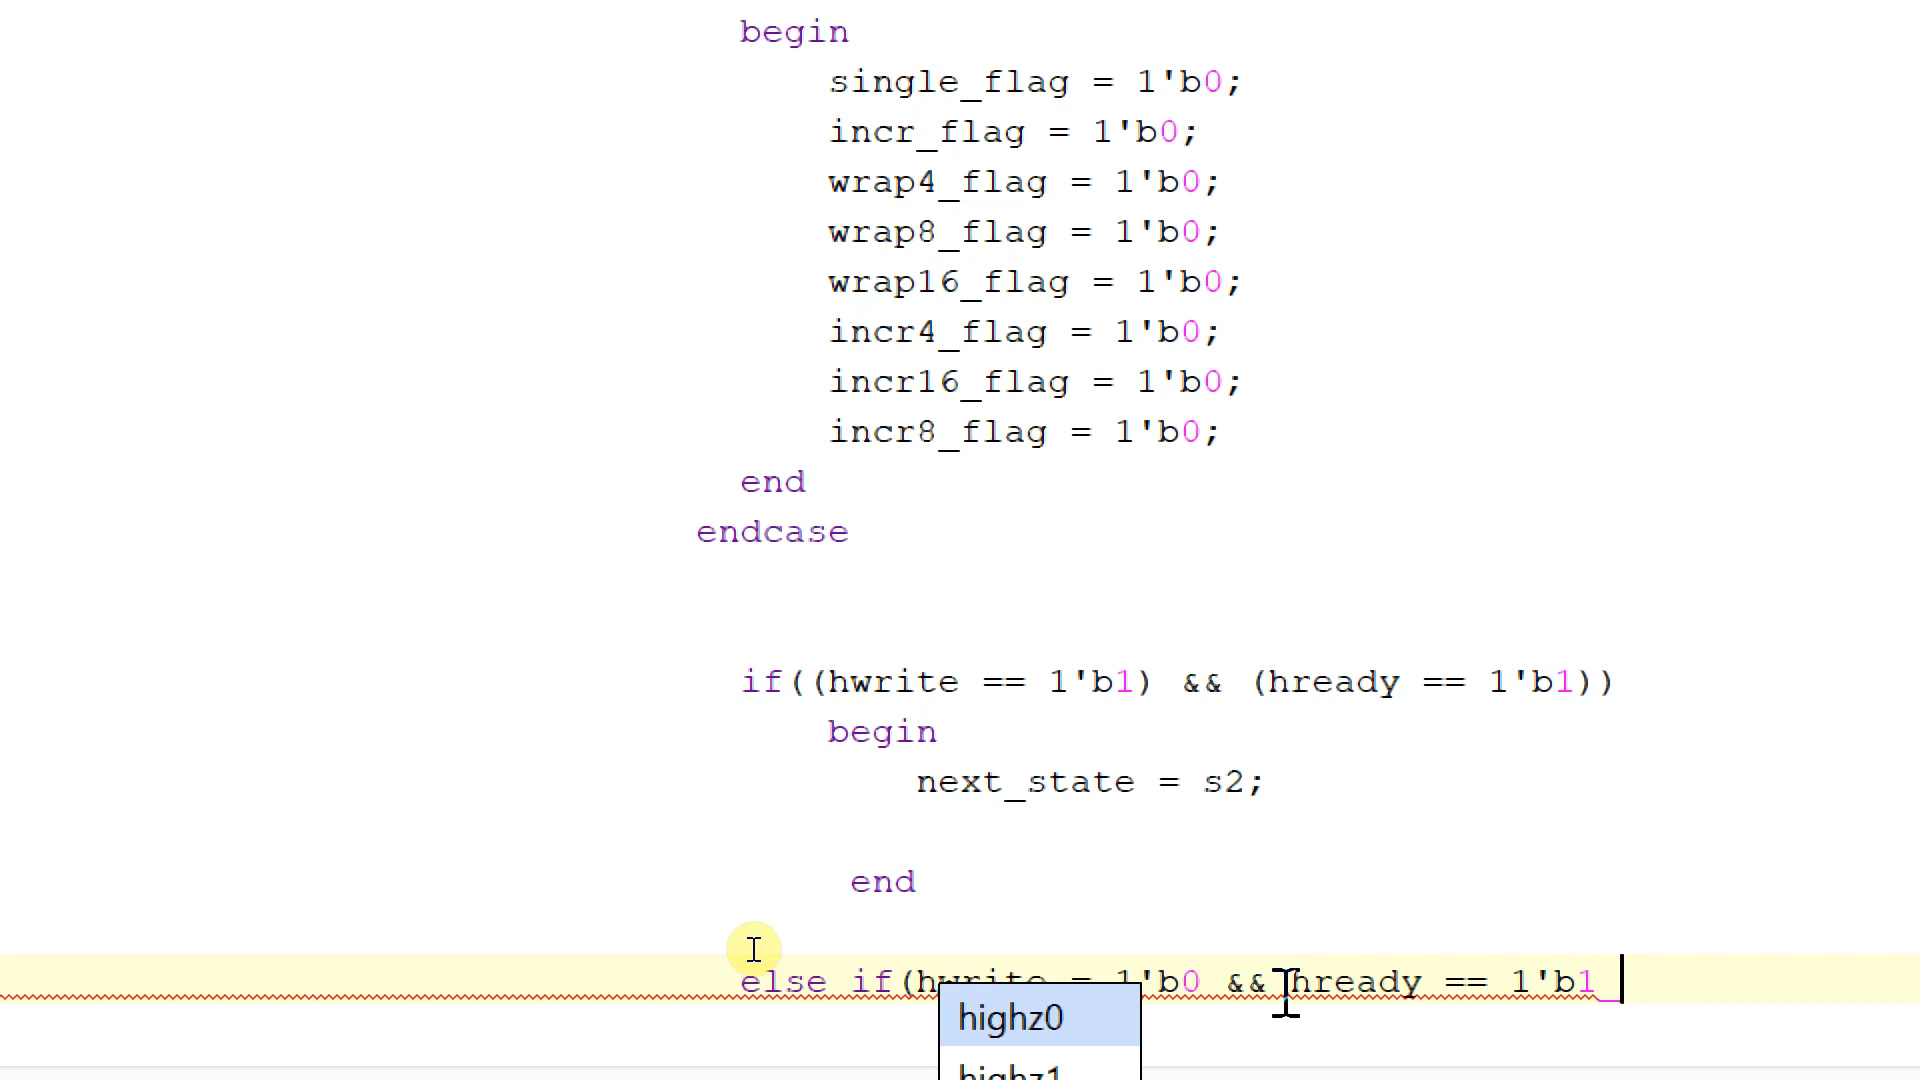 begin
single_flag = 1'b0;
incr_flag = 1'b0;
wrap4_flag = 1'b0;
wrap8_flag = 1'b0;
wrap16_flag = 1'b0;
incr4_flag = 1'b0;
incr16_flag = 1'b0;
incr8_flag = 1'b0;
end
endcase
if((hwrite == 1'b1) && (hready == 1'b1))
begin
next_state = s2;
end
else if(hwrite = 1'b0 && hready == 1'b1
highz0
highz1